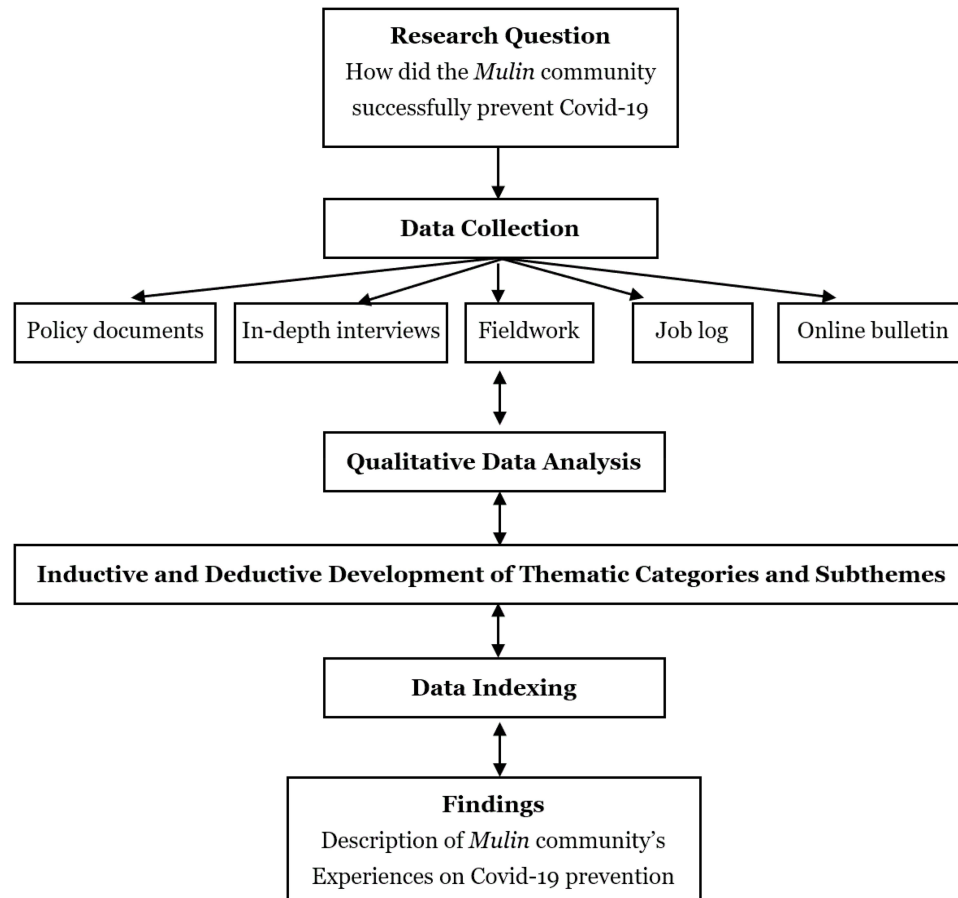 Research Question
How did the Mulin community
successfully prevent Covid-19
Data Collection
Policy documents
In-depth interviews
Fieldwork
Job log
Online bulletin
Qualitative Data Analysis
Inductive and Deductive Development of Thematic Categories and Subthemes
Data Indexing
Findings
Description of Mulin community’s
Experiences on Covid-19 prevention